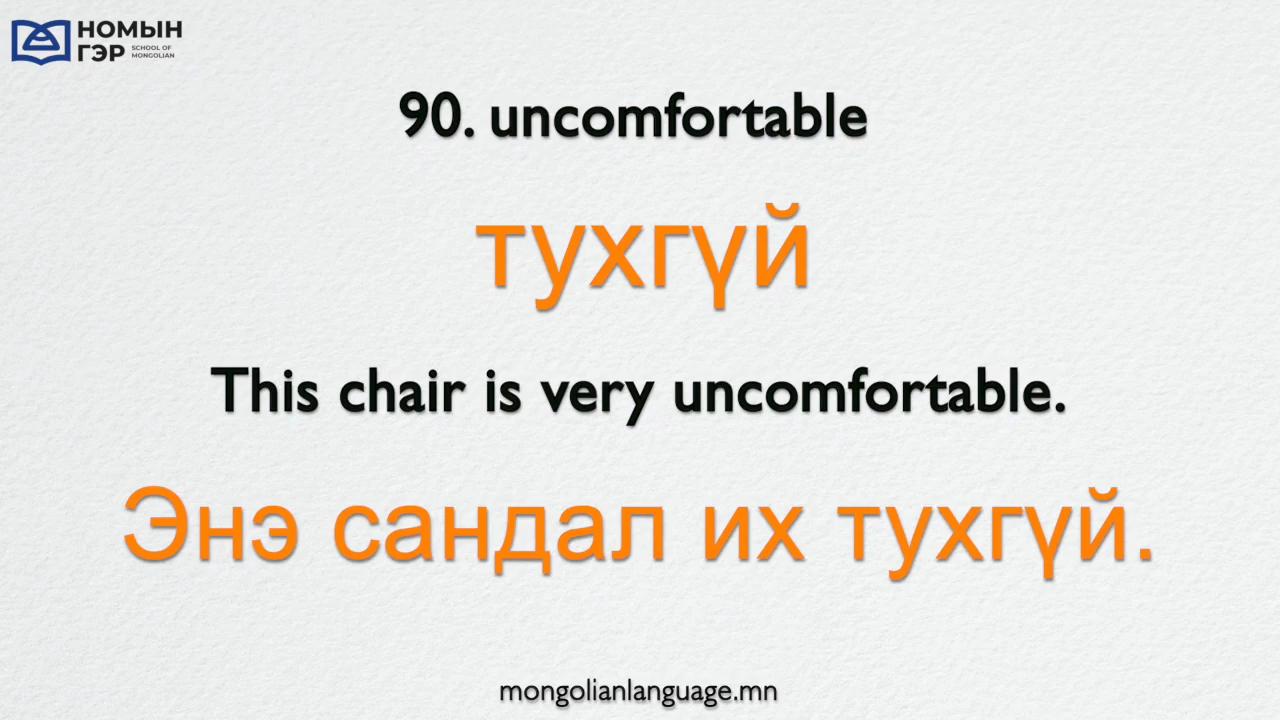 НОМЫН
ГЭР SCHOOL OF
MONGOLIAN
90. uncomfortable
тухгүй
This chair is very uncomfortable.
Энэ сандал их тухгүй.
mongolianlanguage.mn